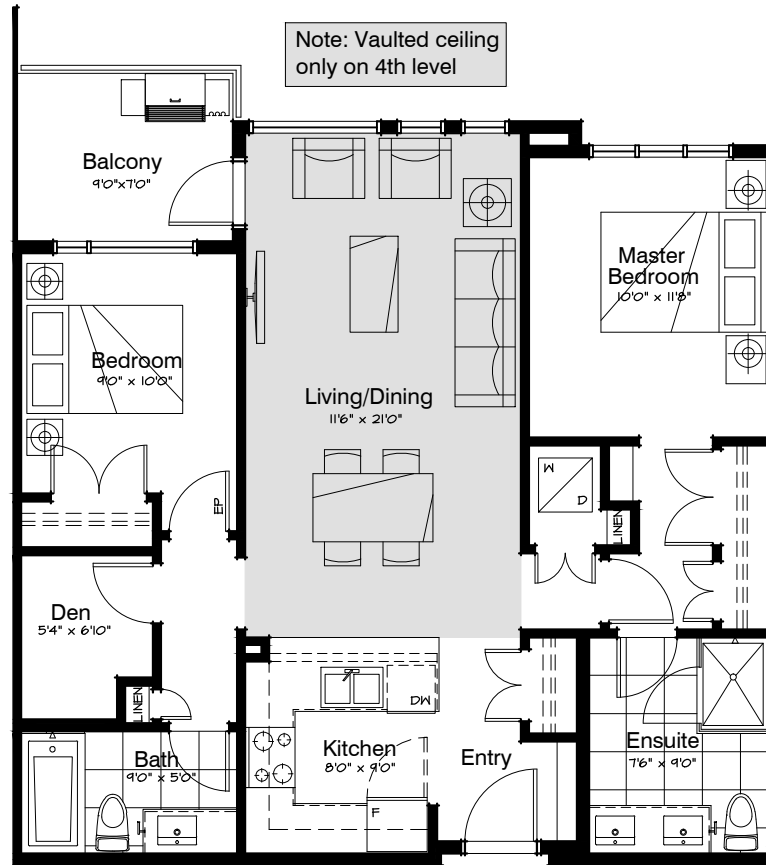 Note: Vaulted ceiling
only on 4th level
Balcony
9'0"x7'0"
Master
Bedroom
10'0" x 11'8"
Bedroom
9'0" x 10'0"
Living/Dining
11'6" x 21'0"
W
D
LINEN
EP
Den
5'4" x 6'10"
LINEN
DW
Kitchen
8'0" x 9'0"
F
Entry
Ensuite
7'6" x 9'0"
Bath
9'0" x 5'0"